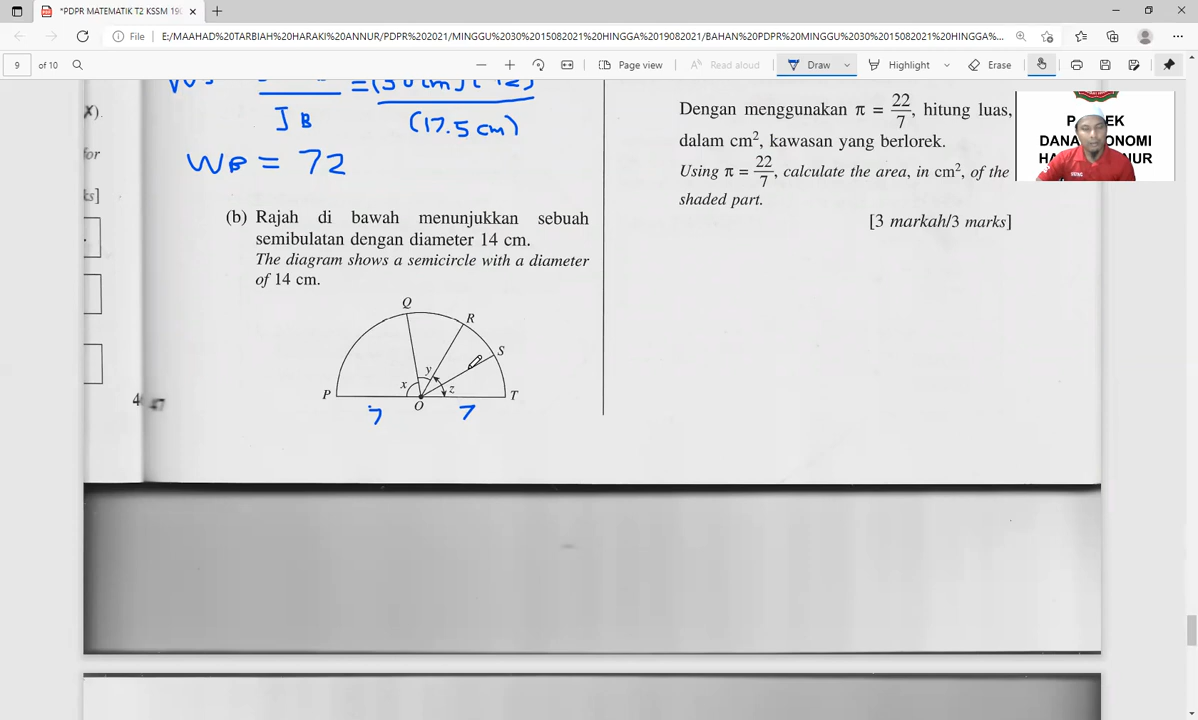 *PDPR MATEMATIK T2 KSSM 19
File
E:/MAAHAD%20TARBIAH%20HARAKI%20ANNUR/PDPR%202021/MINGGU%2030%2015082021%20HINGGA%2019082021/BAHAN%20PDPR%20MINGGU%2030%2015082021%20HINGGA%...
9 of 10
Page view
Read aloud
Draw
Highlight
Erase
X).
for
ks]
J B
(17.5 cm)
WB = 72
(b) Rajah di bawah menunjukkan sebuah
semibulatan dengan diameter 14 cm.
The diagram shows a semicircle with a diameter
of 14 cm.
Q
R
S
y
x
z
P
O
T
7 7
Dengan menggunakan π = 22/7, hitung luas,
dalam cm², kawasan yang berlorek.
Using π = 22/7, calculate the area, in cm², of the
shaded part.
[3 markah/3 marks]